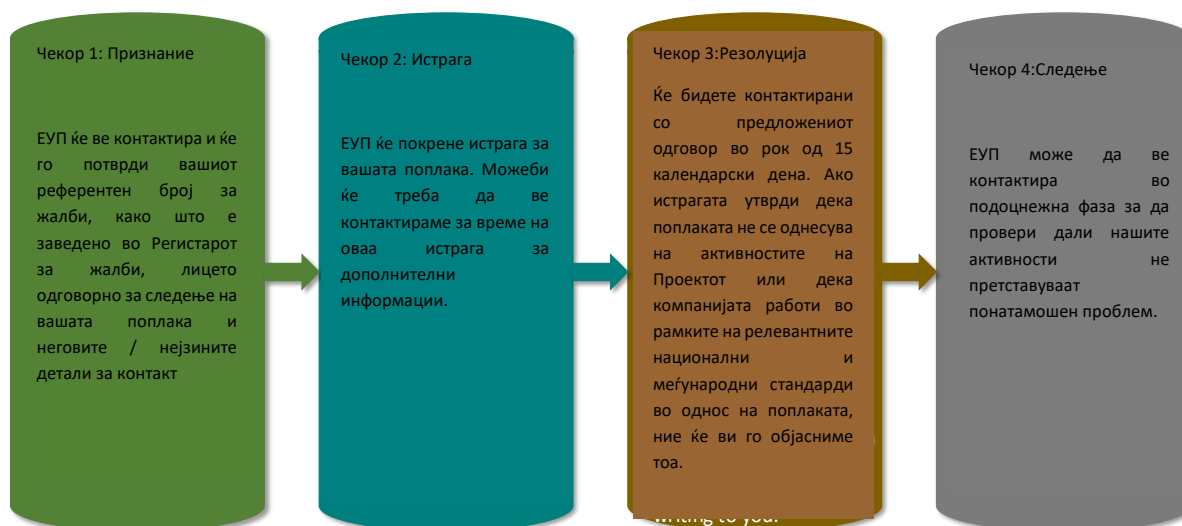 Чекор 1: Признание
ЕУП ќе ве контактира и ќе
го потврди вашиот
референтен број за
жалби, како што е
заведено во Регистарот
за жалби, лицето
одговорно за следење на
вашата поплака и
неговите / нејзините
детали за контакт
Чекор 2: Истрага
ЕУП ќе покрене истрага за
вашата поплака. Можеби
ќе треба да ве
контактираме за време на
оваа истрага за
дополнителни
информации.
Чекор 3:Резолуција
Ќе бидете контактирани
со предложениот
одговор во рок од 15
календарски дена. Ако
истрагата утврди дека
поплаката не се однесува
на активностите на
Проектот или дека
компанијата работи во
рамките на релевантните
национални и
меѓународни стандарди
во однос на поплаката,
ние ќе ви го објасниме
тоа.
writing to you.
Чекор 4:Следење
ЕУП може да ве
контактира во
подоцнежна фаза за да
провери дали нашите
активности не
претставуваат
понатамошен проблем.